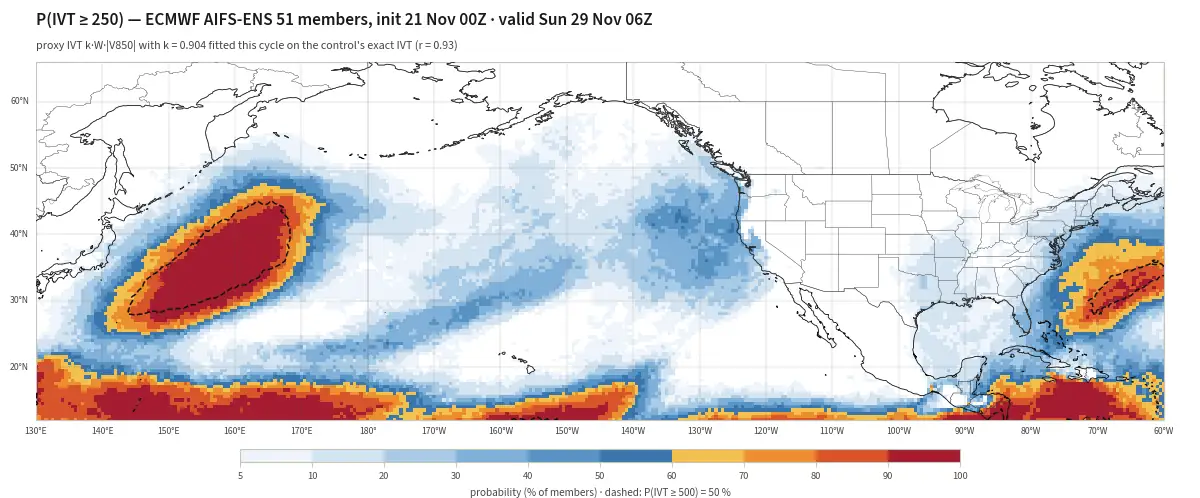 P(IVT ≥ 250) — ECMWF AIFS-ENS 51 members, init 21 Nov 00Z · valid Sun 29 Nov 06Z
proxy IVT k·W·|V850| with k = 0.904 fitted this cycle on the control's exact IVT (r = 0.93)
60°N
50°N
40°N
30°N
20°N
130°E 140°E 150°E 160°E 170°E 180° 170°W 160°W 150°W 140°W 130°W 120°W 110°W 100°W 90°W 80°W 70°W 60°W
5 10 20 30 40 50 60 70 80 90 100
probability (% of members) · dashed: P(IVT ≥ 500) = 50 %